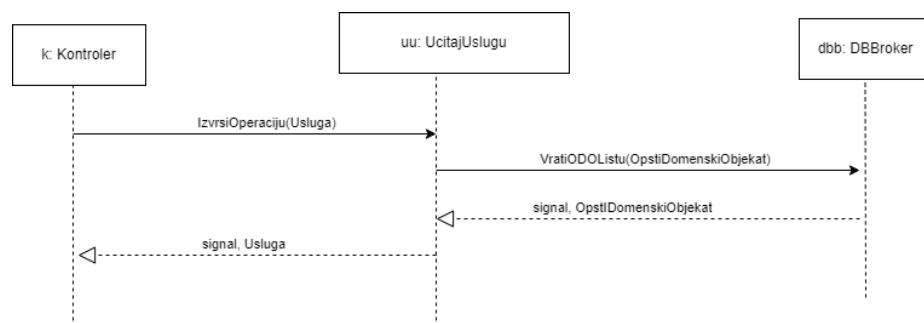 k: Kontroler
uu: UcitajUslugu
dbb: DBBroker
IzvrsiOperaciju(Usluga)
VratiODOListu(OpstiDomenskiObjekat)
signal, OpstIDomenskiObjekat
signal, Usluga